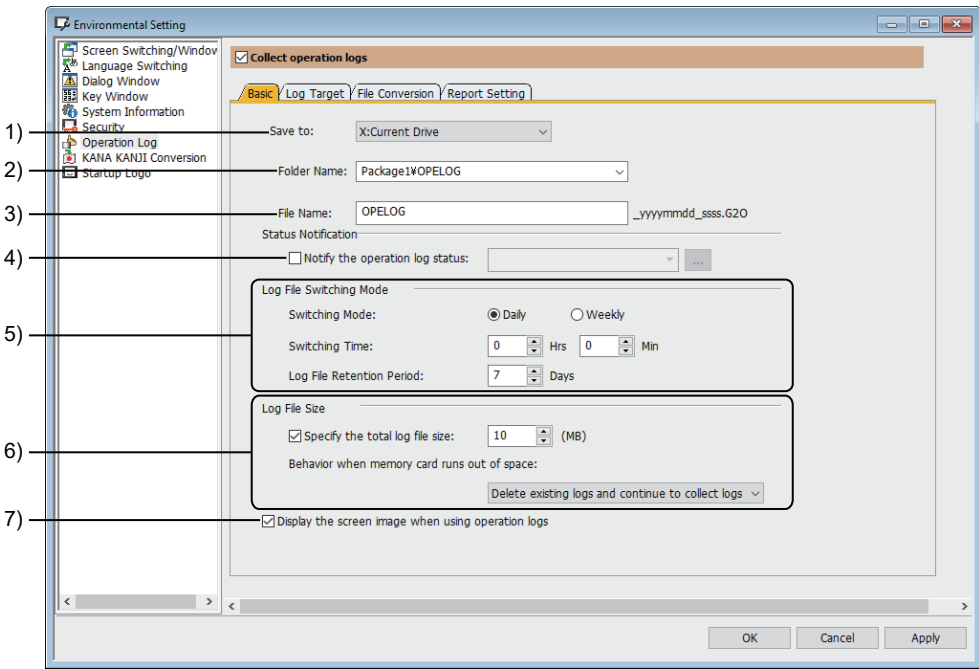 Environmental Setting
Screen Switching/Window
Language Switching
Dialog Window
Key Window
System Information
Security
Operation Log
KANA KANJI Conversion
Startup Logo
Collect operation logs
Basic Log Target File Conversion Report Setting
1) Save to: X:Current Drive
2) Folder Name: Package1¥OPELOG
3) File Name: OPELOG _yyyymmdd_ssss.G2O
Status Notification
4) Notify the operation log status: ...
5)
Log File Switching Mode
Switching Mode: Daily Weekly
Switching Time: 0 Hrs 0 Min
Log File Retention Period: 7 Days
6)
Log File Size
Specify the total log file size: 10 (MB)
Behavior when memory card runs out of space:
Delete existing logs and continue to collect logs
7) Display the screen image when using operation logs
OK Cancel Apply